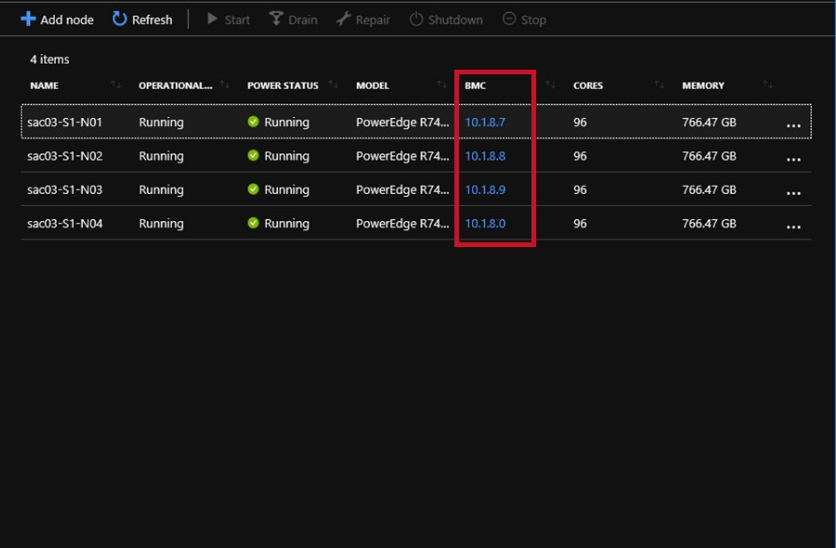 Add node Refresh Start Drain Repair Shutdown Stop
4 items
NAME OPERATIONAL... POWER STATUS MODEL BMC CORES MEMORY
sac03-S1-N01 Running Running PowerEdge R74... 10.1.8.7 96 766.47 GB ...
sac03-S1-N02 Running Running PowerEdge R74... 10.1.8.8 96 766.47 GB ...
sac03-S1-N03 Running Running PowerEdge R74... 10.1.8.9 96 766.47 GB ...
sac03-S1-N04 Running Running PowerEdge R74... 10.1.8.0 96 766.47 GB ...